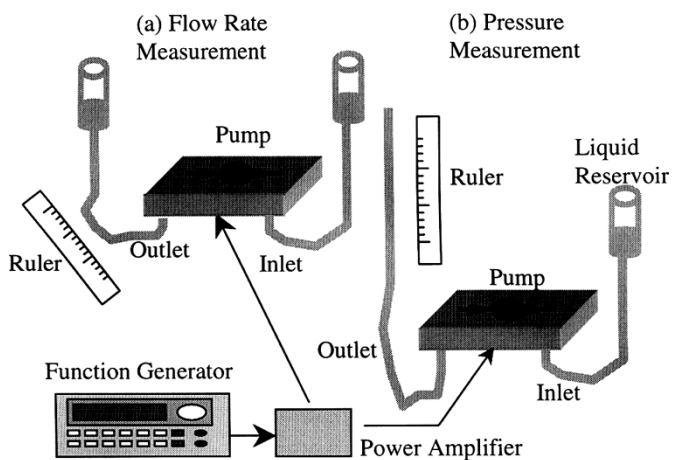 (a) Flow Rate
Measurement
(b) Pressure
Measurement
Pump
Ruler
Outlet
Inlet
Ruler
Liquid
Reservoir
Pump
Outlet
Inlet
Function Generator
Power Amplifier